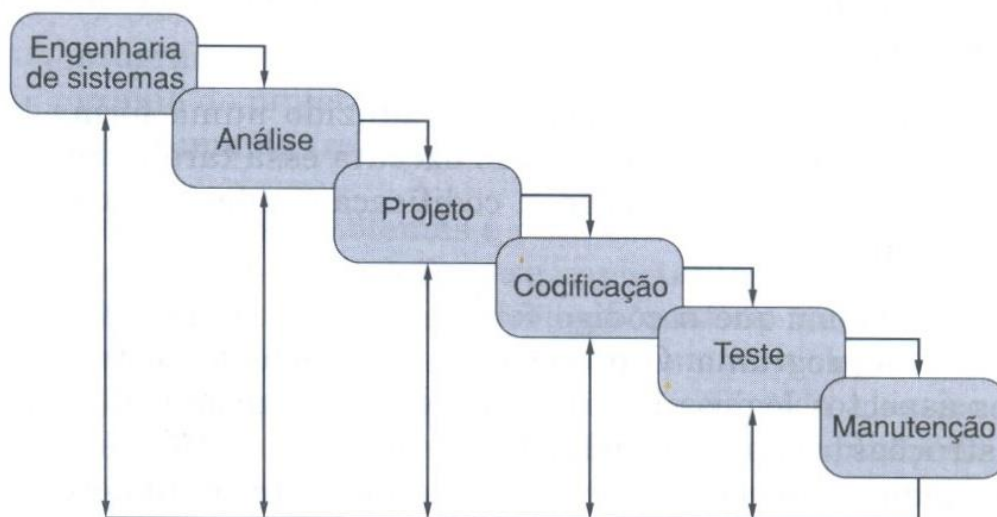 Engenharia
de sistemas
Análise
Projeto
Codificação
Teste
Manutenção